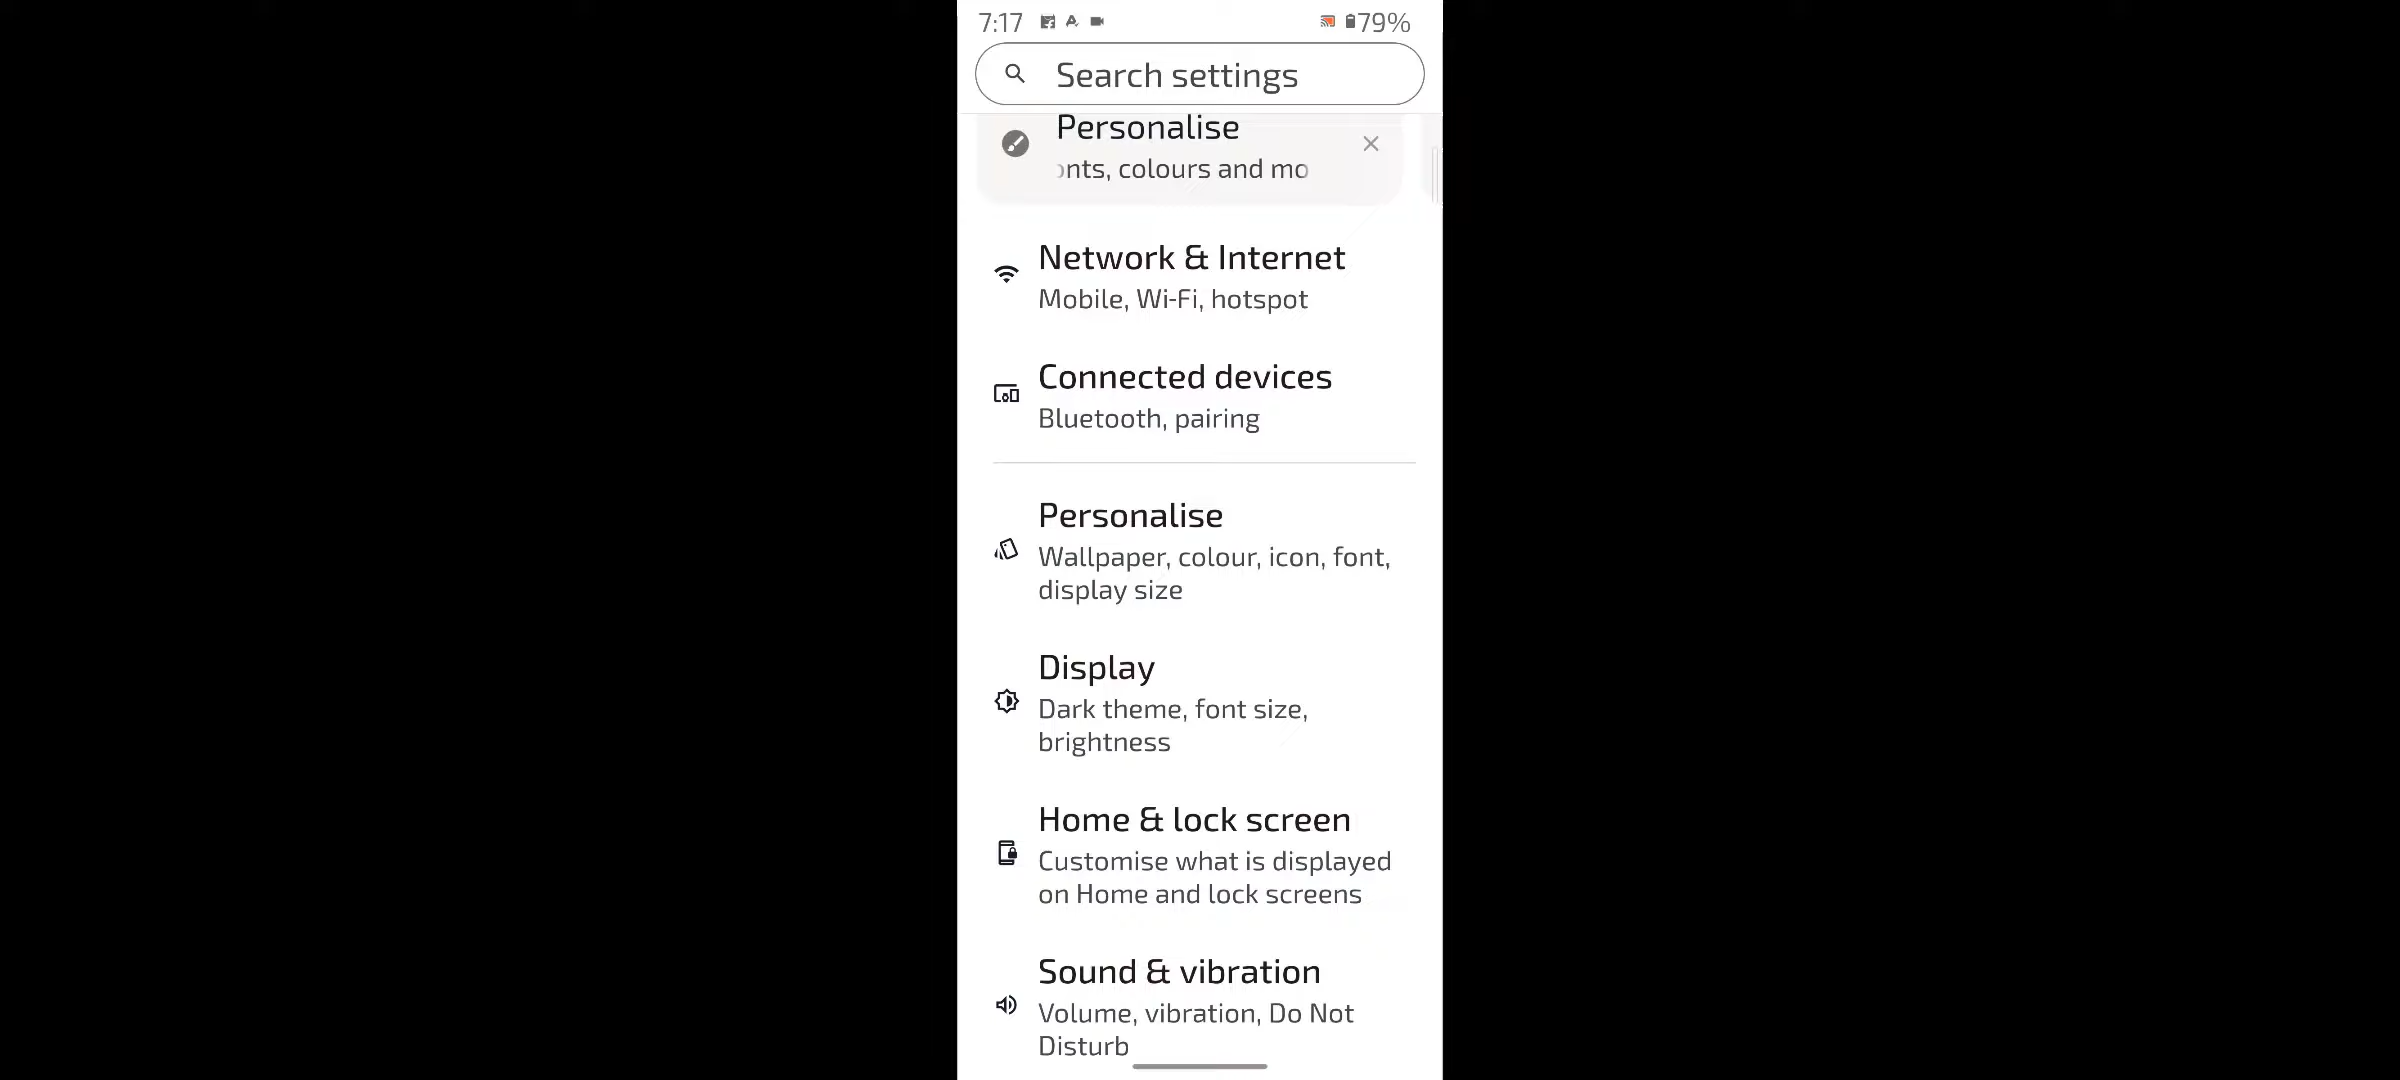 7:17 79%
Search settings
Personalise
onts, colours and mo
Network & Internet
Mobile, Wi-Fi, hotspot
Connected devices
Bluetooth, pairing
Personalise
Wallpaper, colour, icon, font,
display size
Display
Dark theme, font size,
brightness
Home & lock screen
Customise what is displayed
on Home and lock screens
Sound & vibration
Volume, vibration, Do Not
Disturb